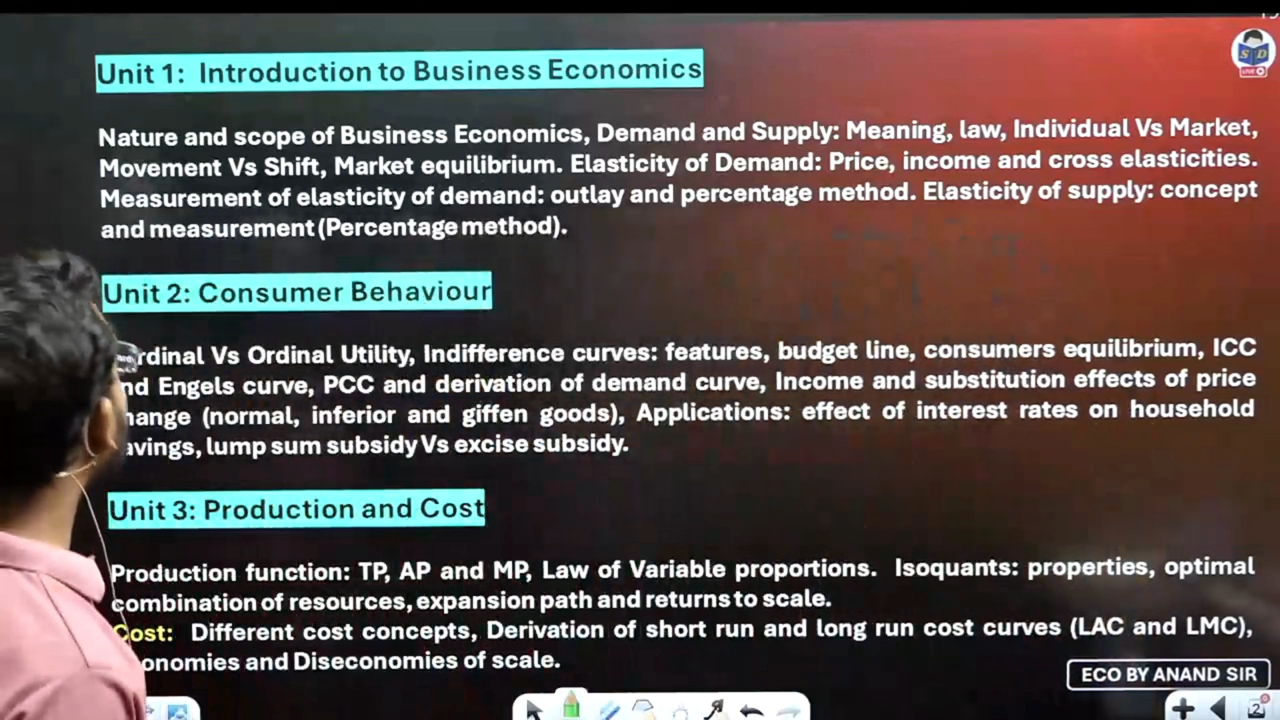 Unit 1: Introduction to Business Economics
Nature and scope of Business Economics, Demand and Supply: Meaning, law, Individual Vs Market,
Movement Vs Shift, Market equilibrium. Elasticity of Demand: Price, income and cross elasticities.
Measurement of elasticity of demand: outlay and percentage method. Elasticity of supply: concept
and measurement (Percentage method).
Unit 2: Consumer Behaviour
Vs Ordinal Utility, Indifference curves: features, budget line, consumers equilibrium, ICC
Engels curve, PCC and derivation of demand curve, Income and substitution effects of price
(normal, inferior and giffen goods), Applications: effect of interest rates on household
lump sum subsidy Vs excise subsidy.
Unit 3: Production and Cost
Production function: TP, AP and MP, Law of Variable proportions. Isoquants: properties, optimal
combination of resources, expansion path and returns to scale.
Cost: Different cost concepts, Derivation of short run and long run cost curves (LAC and LMC),
and Diseconomies of scale.
SD
LIVE
ECO BY ANAND SIR
2